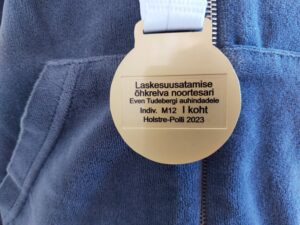 Laskesuusatamise
õhkrelva noortesari
Even Tudebergi auhindadele
Indiv. M12 I koht
Holstre-Polli 2023